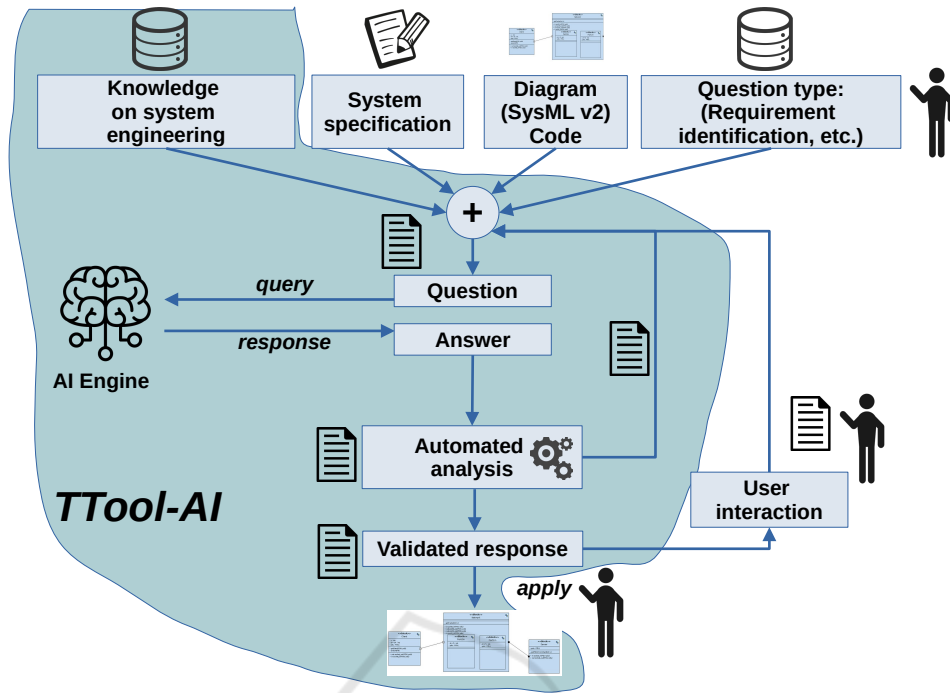 Knowledge
on system
engineering
System
specification
Diagram
(SysML v2)
Code
Question type:
(Requirement
identification, etc.)
+
query
Question
response
Answer
AI Engine
Automated
analysis
TTool-AI
User
interaction
Validated response
apply